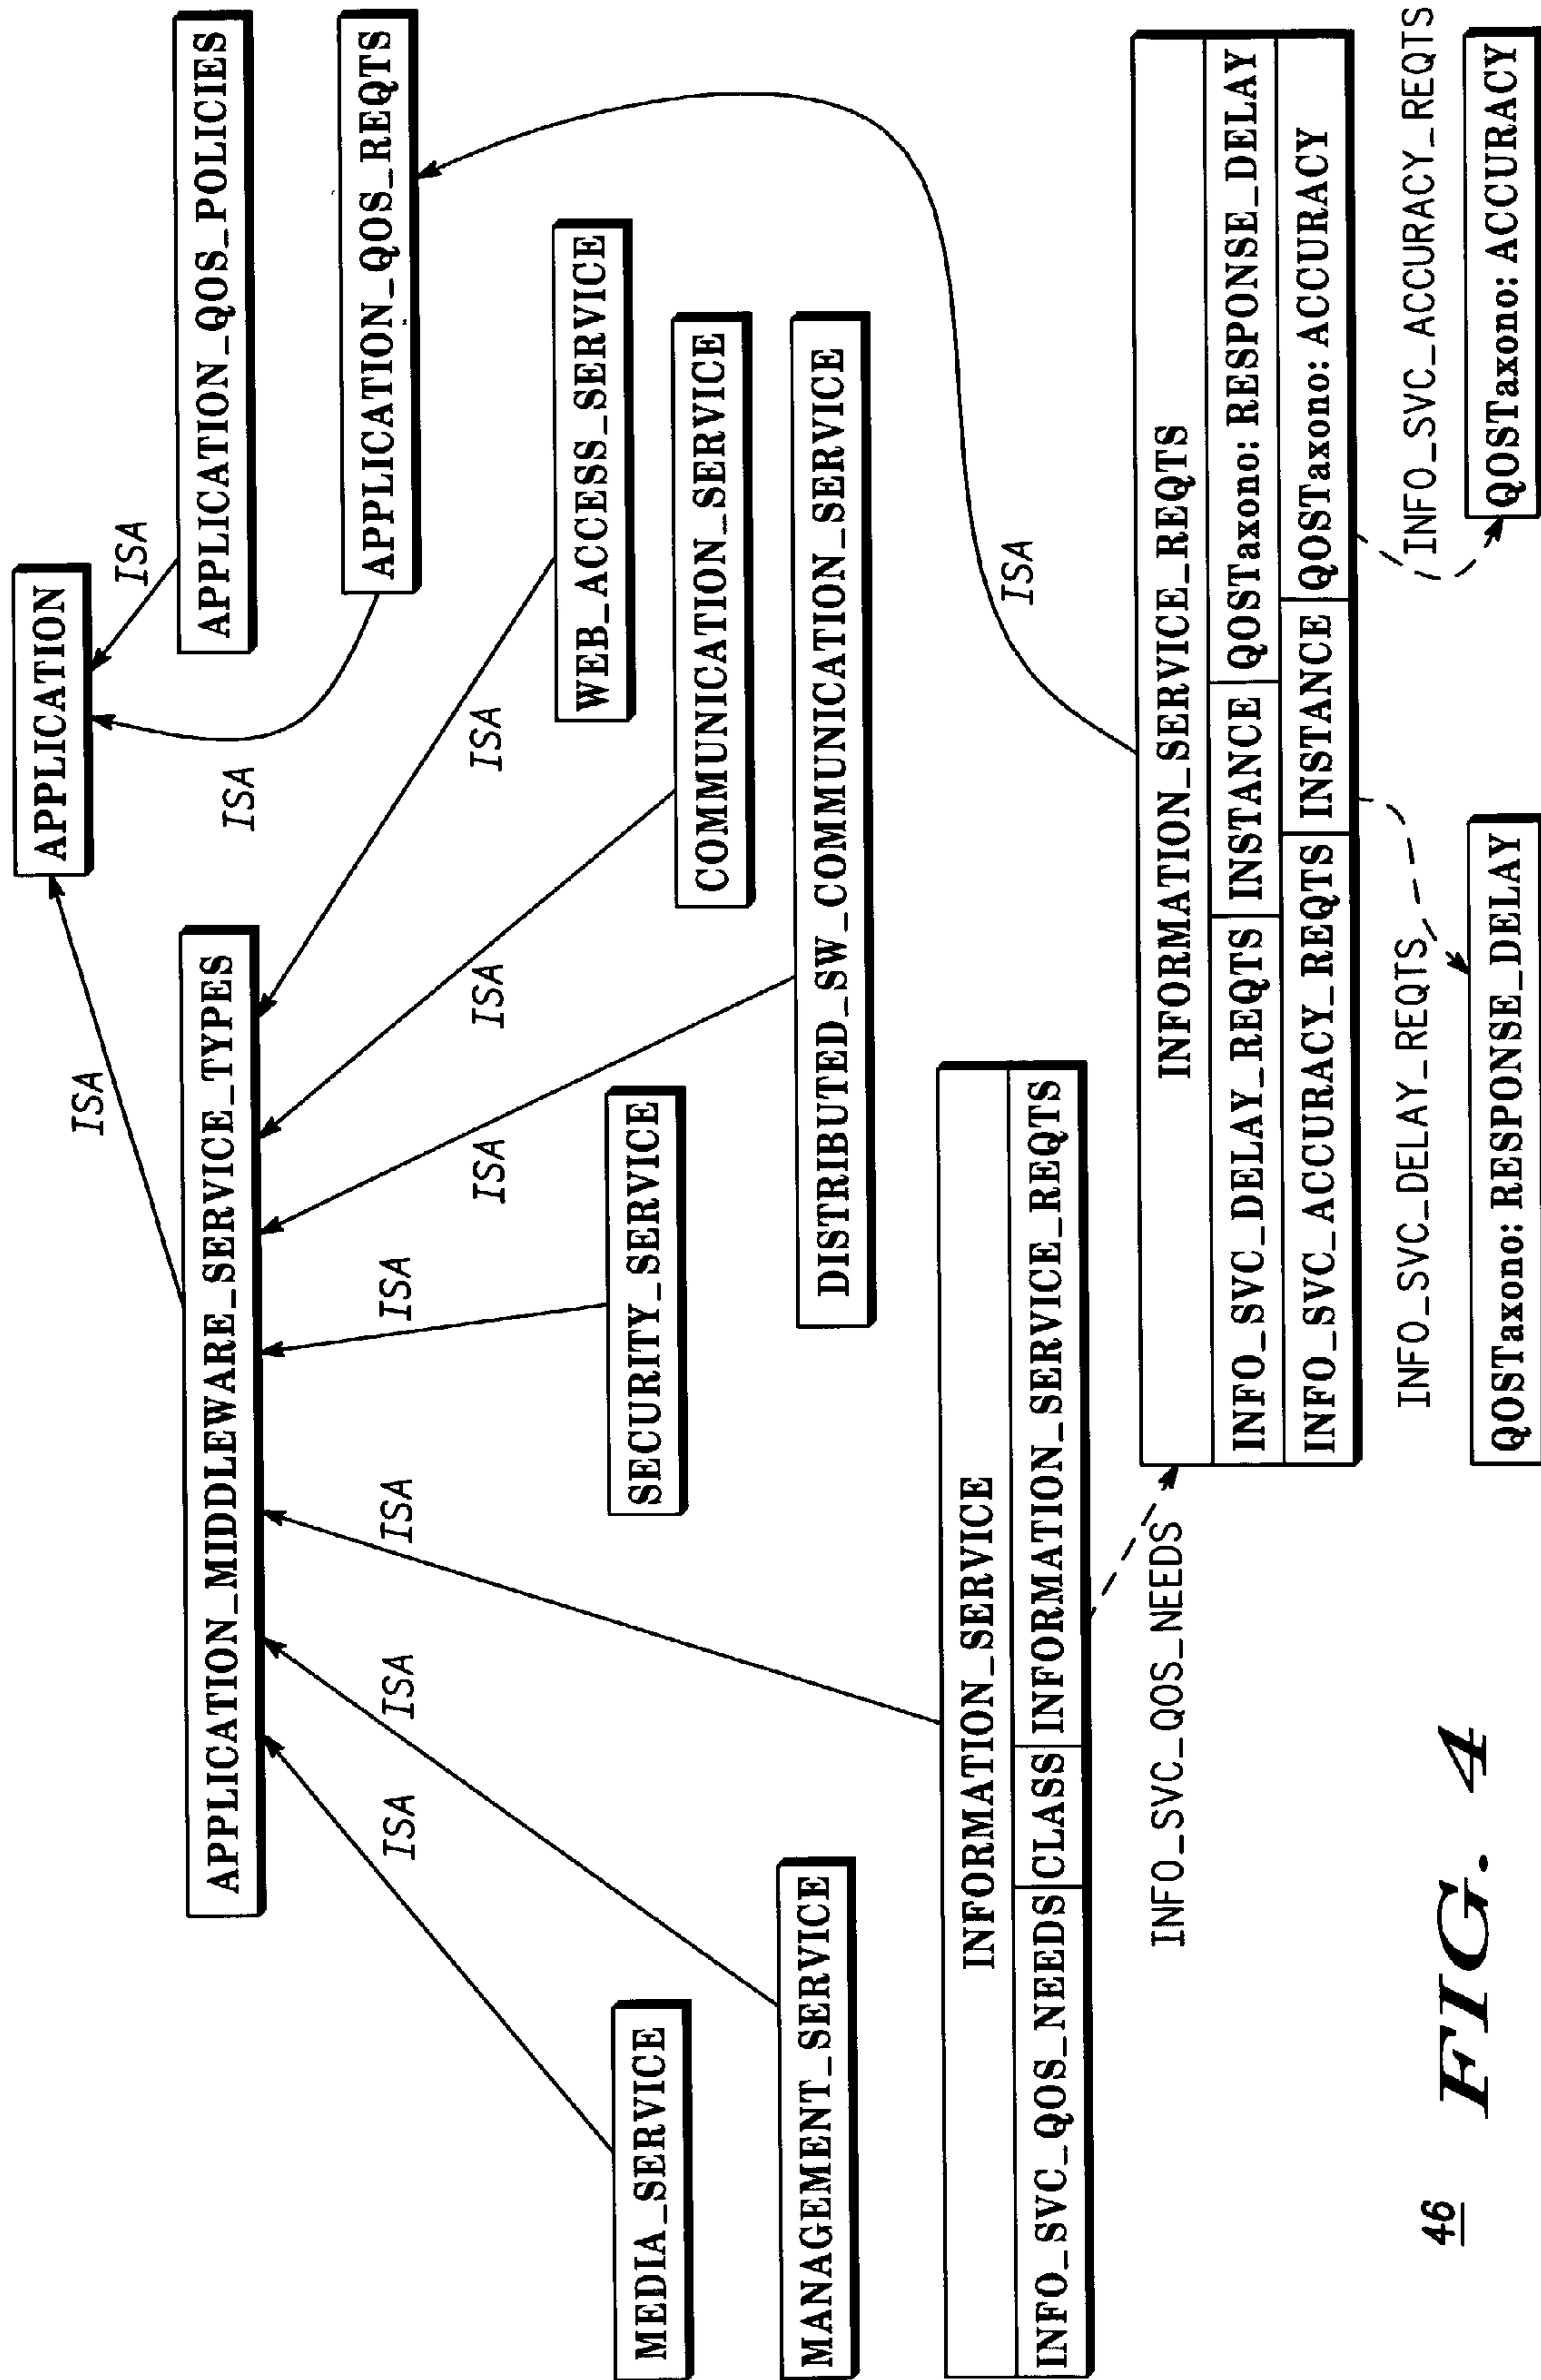 APPLICATION
ISA
ISA
ISA
APPLICATION_MIDDLEWARE_SERVICE_TYPES
APPLICATION_QOS_POLICIES
APPLICATION_QOS_REQTS
ISA
ISA
ISA
ISA
ISA
ISA
ISA
MEDIA_SERVICE
SECURITY_SERVICE
WEB_ACCESS_SERVICE
COMMUNICATION_SERVICE
MANAGEMENT_SERVICE
DISTRIBUTED_SW_COMMUNICATION_SERVICE
INFORMATION_SERVICE
INFO_SVC_QOS_NEEDS CLASS INFORMATION_SERVICE_REQTS
ISA
INFO_SVC_QOS_NEEDS
INFORMATION_SERVICE_REQTS
INFO_SVC_DELAY_REQTS INSTANCE QOSTaxono: RESPONSE_DELAY
INFO_SVC_ACCURACY_REQTS INSTANCE QOSTaxono: ACCURACY
INFO_SVC_DELAY_REQTS
INFO_SVC_ACCURACY_REQTS
QOSTaxono: RESPONSE_DELAY
QOSTaxono: ACCURACY
46
FIG. 4